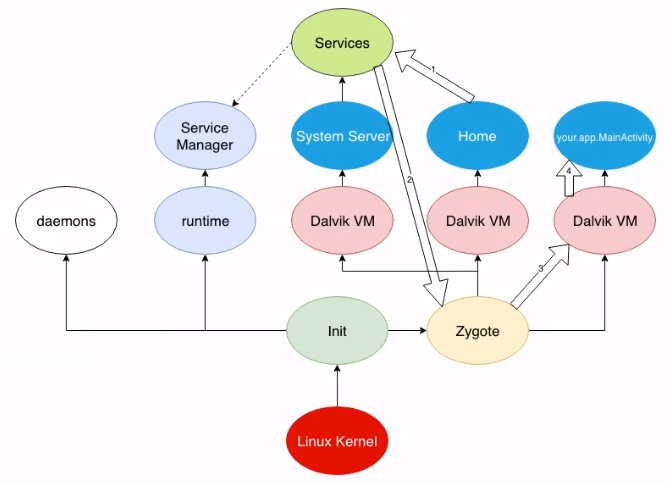 Services
1
Service
Manager
System Server
Home
your.app.MainActivity
2
4
daemons
runtime
Dalvik VM
Dalvik VM
Dalvik VM
3
Init
Zygote
Linux Kernel